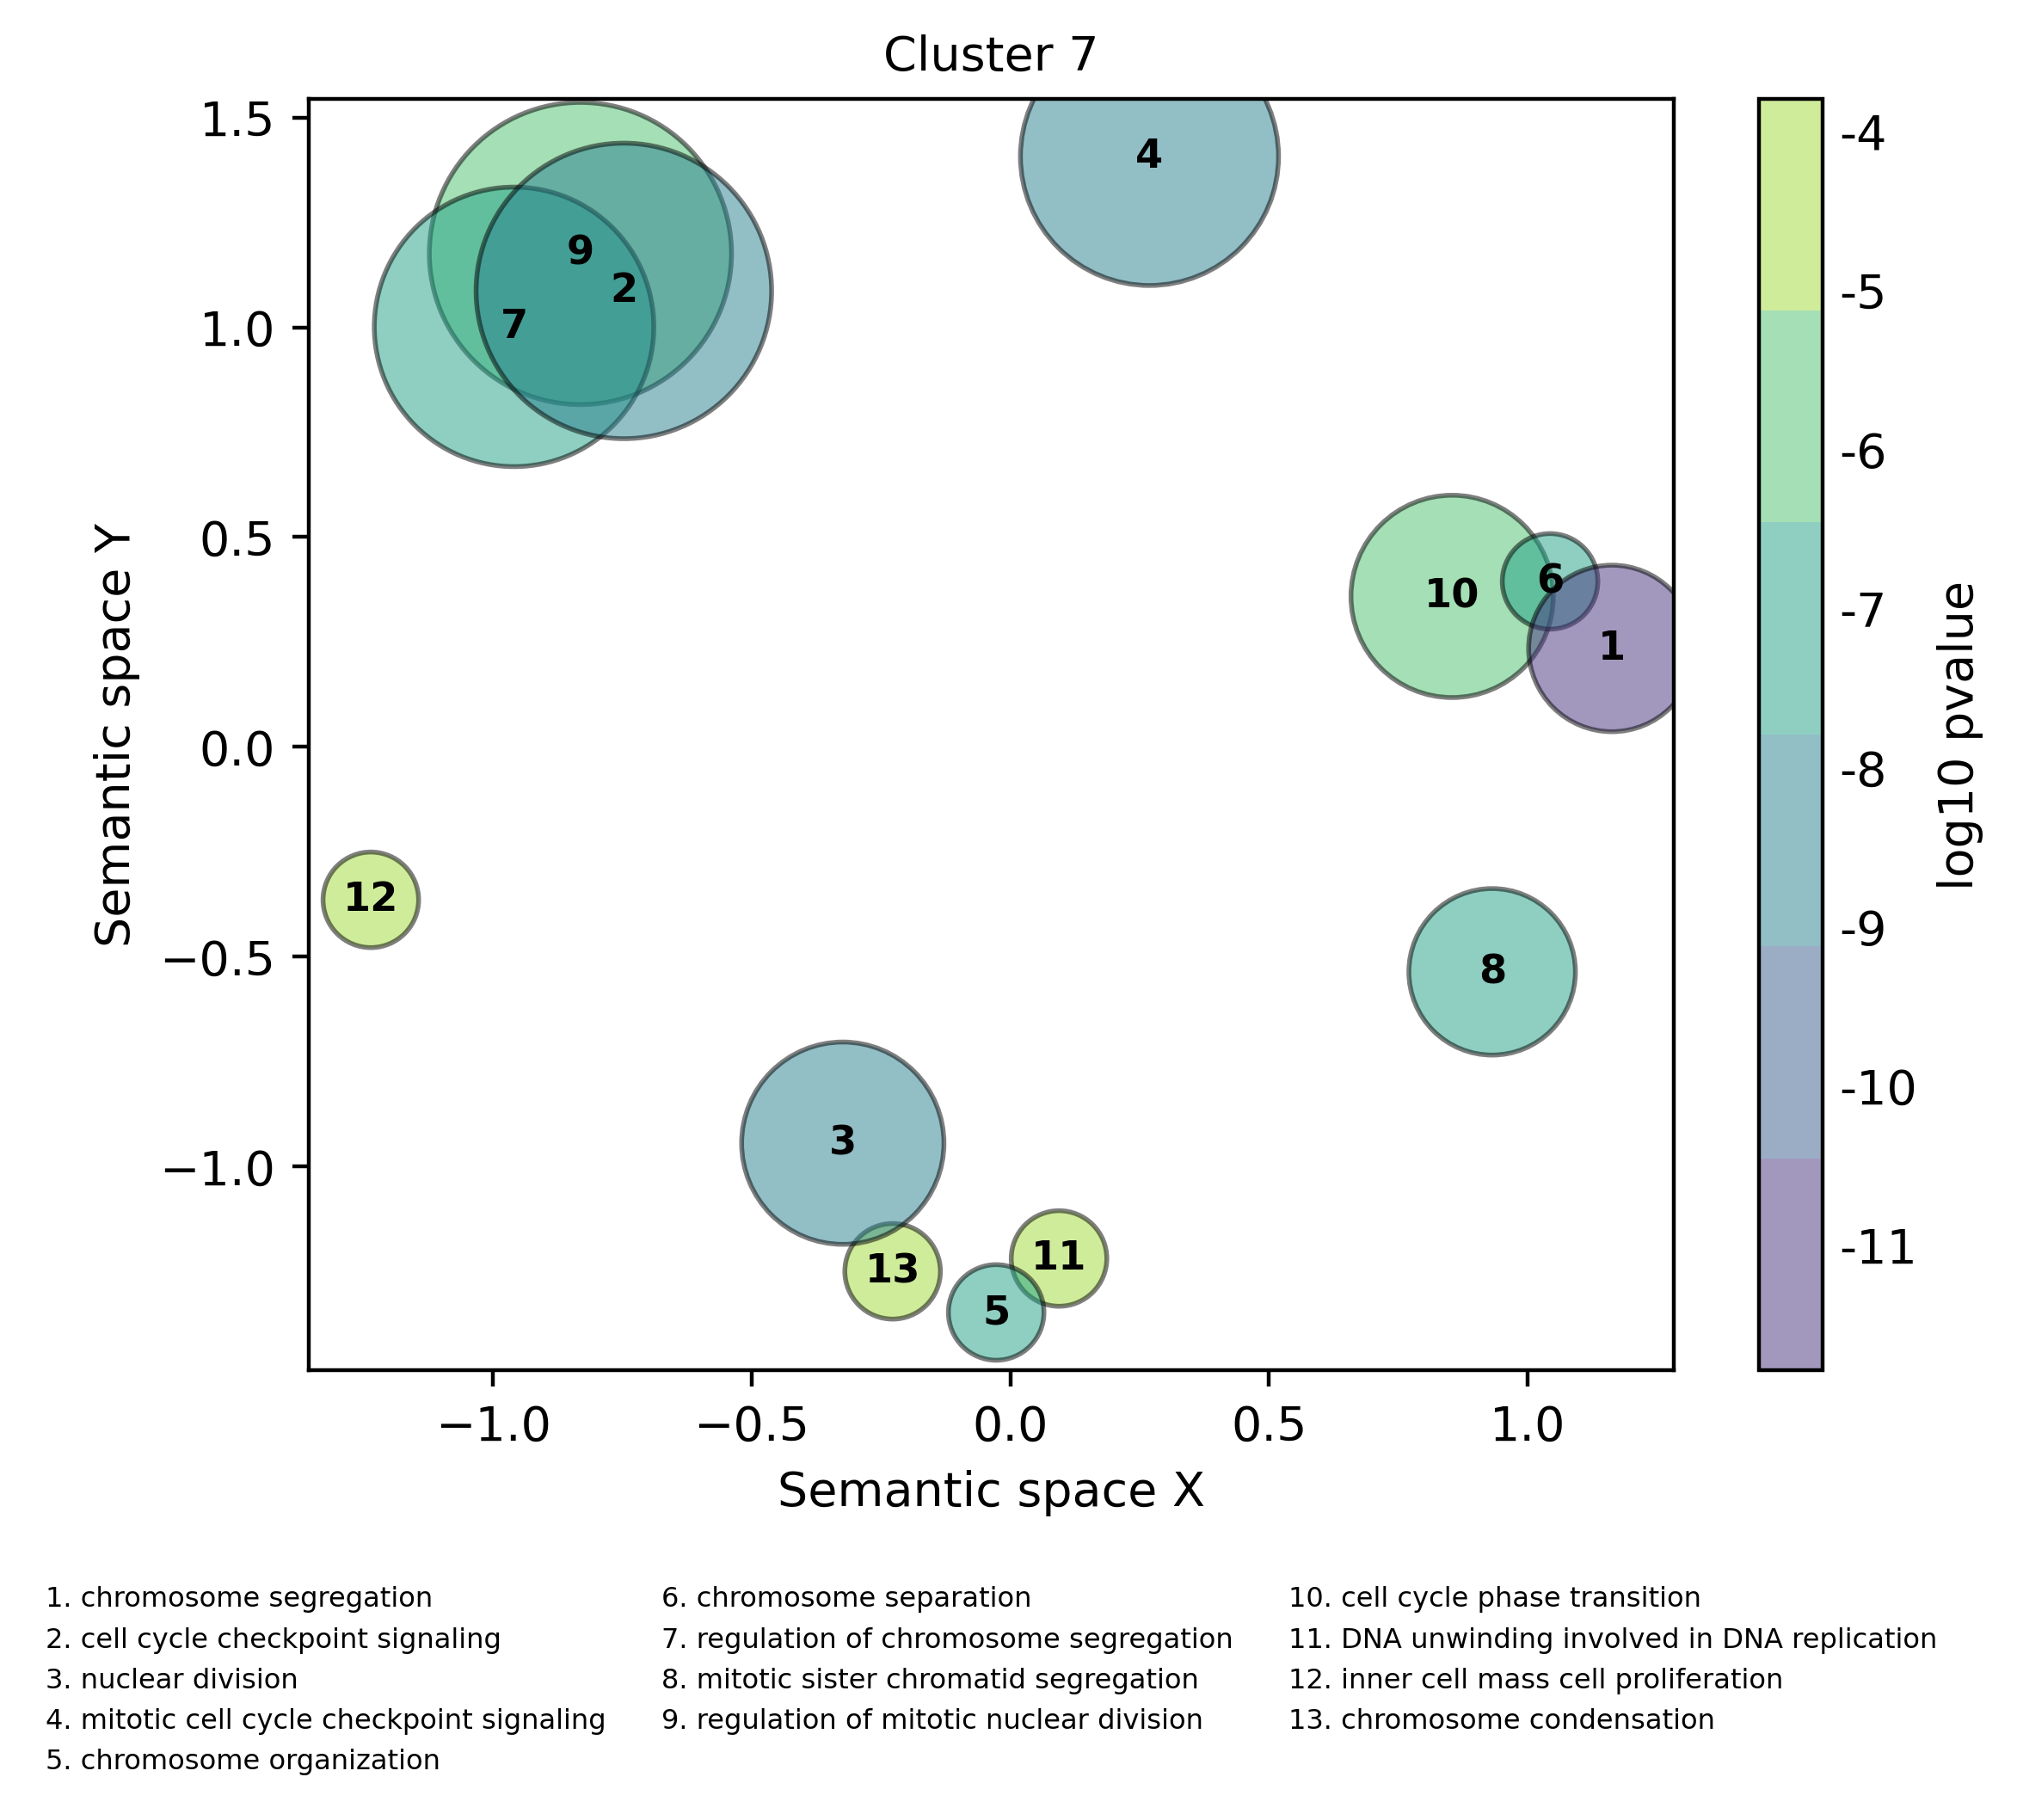 Cluster 7
1.5
1.0
0.5
0.0
−0.5
−1.0
Semantic space Y
4
9
2
7
10
6
1
12
8
3
13
11
5
−1.0
−0.5
0.0
0.5
1.0
Semantic space X
-4
-5
-6
-7
-8
-9
-10
-11
log10 pvalue
1. chromosome segregation
2. cell cycle checkpoint signaling
3. nuclear division
4. mitotic cell cycle checkpoint signaling
5. chromosome organization
6. chromosome separation
7. regulation of chromosome segregation
8. mitotic sister chromatid segregation
9. regulation of mitotic nuclear division
10. cell cycle phase transition
11. DNA unwinding involved in DNA replication
12. inner cell mass cell proliferation
13. chromosome condensation